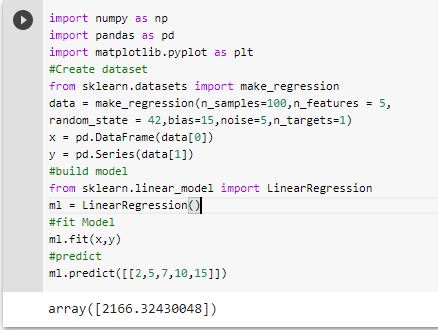 import numpy as np
import pandas as pd
import matplotlib.pyplot as plt
#Create dataset
from sklearn.datasets import make_regression
data = make_regression(n_samples=100,n_features = 5,
random_state = 42,bias=15,noise=5,n_targets=1)
x = pd.DataFrame(data[0])
y = pd.Series(data[1])
#build model
from sklearn.linear_model import LinearRegression
ml = LinearRegression()
#fit Model
ml.fit(x,y)
#predict
ml.predict([[2,5,7,10,15]])
array([2166.32430048])